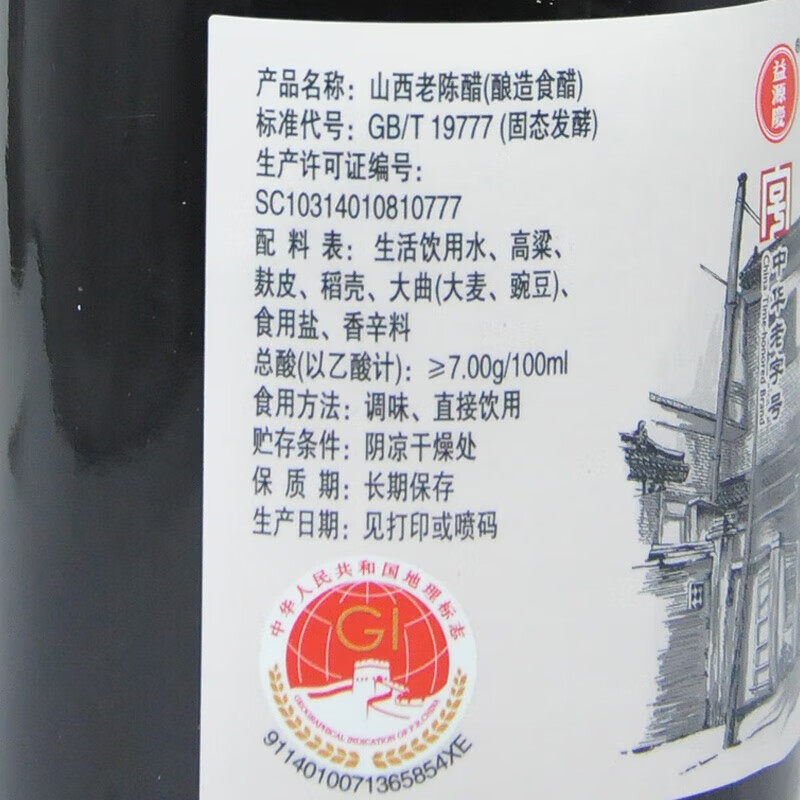 产品名称：山西老陈醋(酿造食醋)
标准代号：GB/T 19777 (固态发酵)
生产许可证编号：
SC10314010810777
配 料 表：生活饮用水、高粱、
麸皮、稻壳、大曲(大麦、豌豆)、
食用盐、香辛料
总酸(以乙酸计)：≥7.00g/100ml
食用方法：调味、直接饮用
贮存条件：阴凉干燥处
保 质 期：长期保存
生产日期：见打印或喷码
中华人民共和国地理标志
GI
GEOGRAPHICAL INDICATION OF P.R.CHINA
9114010071365854XE
益源慶
中华老字号
China Time-honored Brand